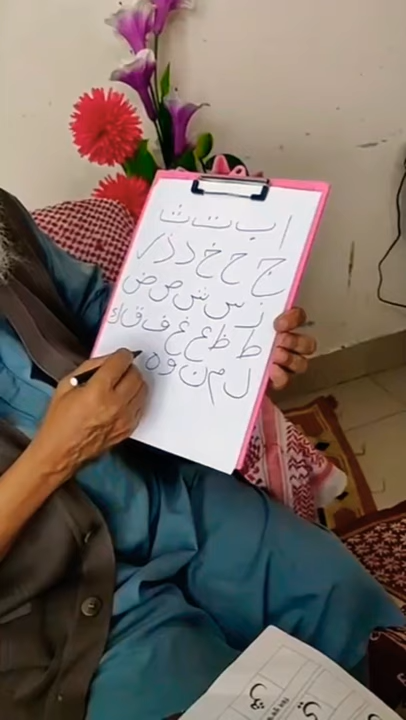 ا ب ت ث
ج ح خ د ذ ر
ز س ش ص ض
ط ظ ع غ ف ق ك
ل م ن و ه